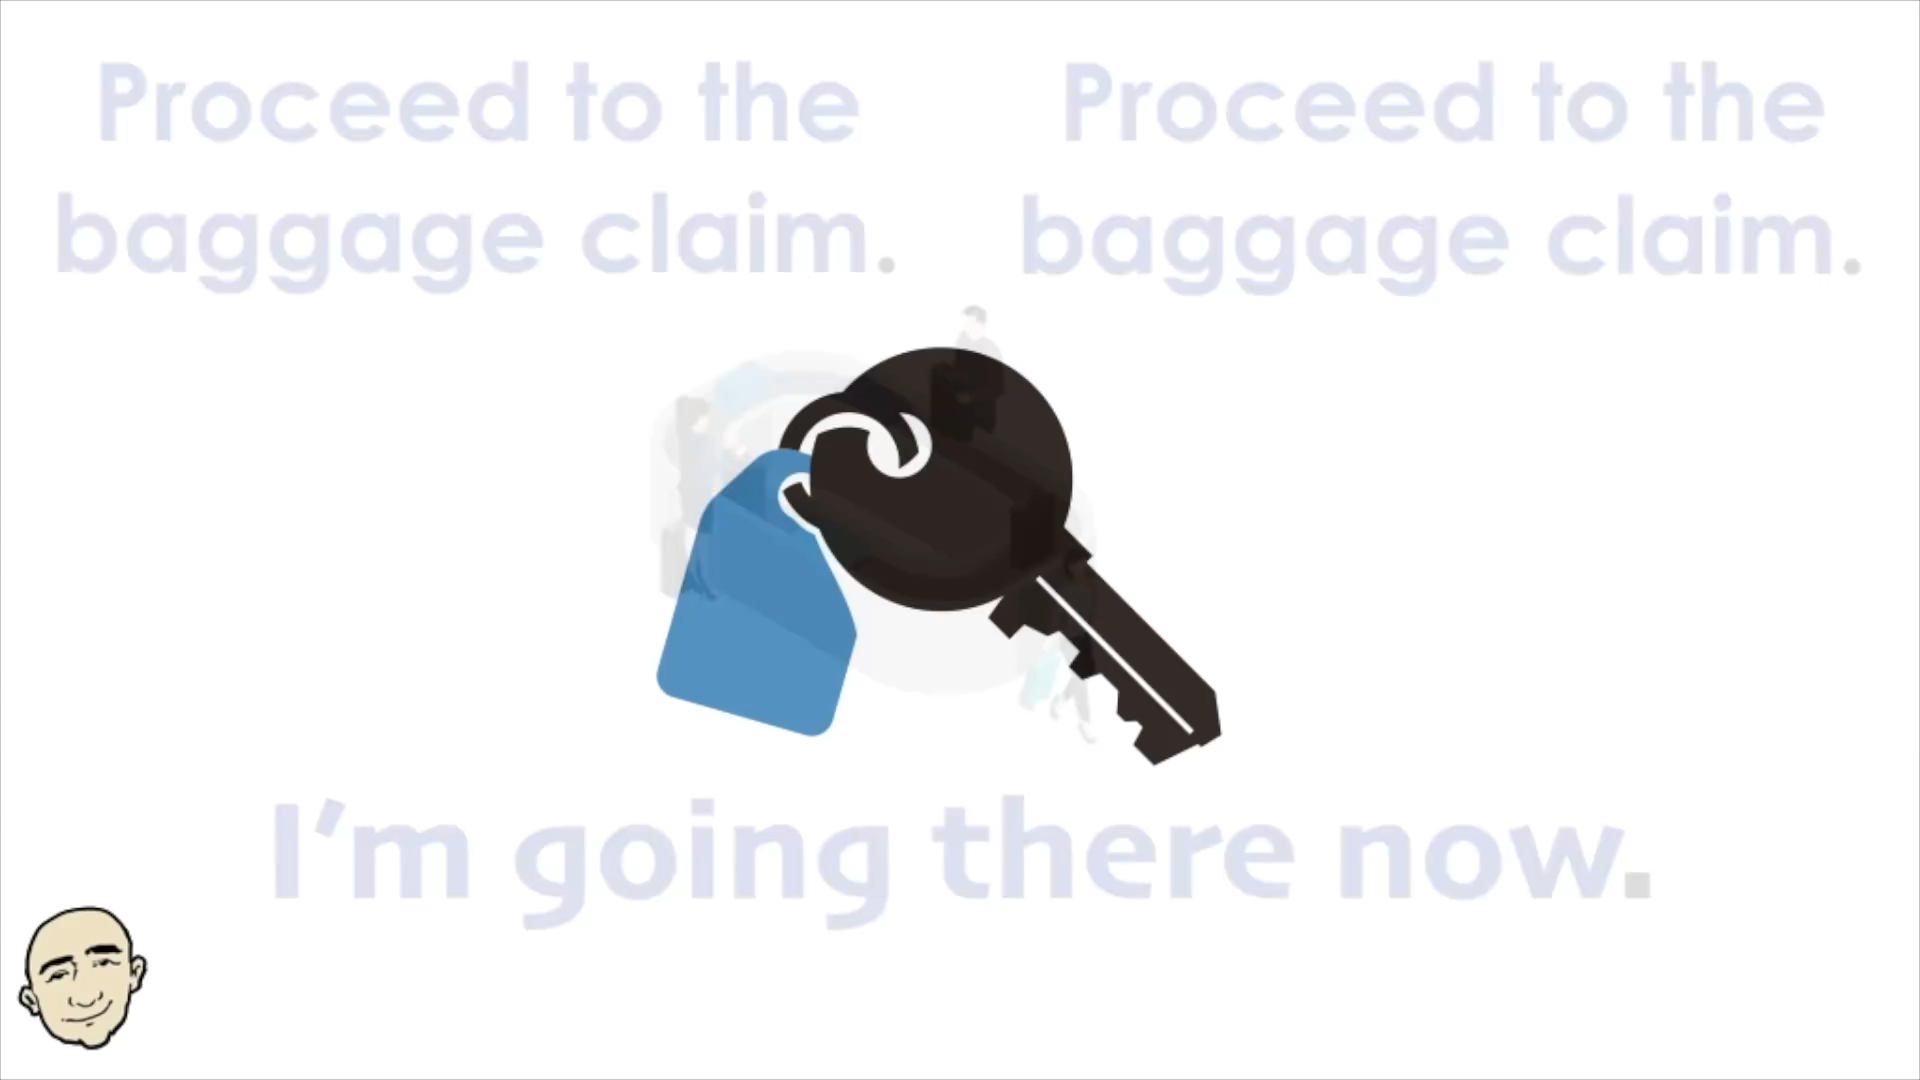 Proceed to the
baggage claim.
Proceed to the
baggage claim.
I'm going there now.